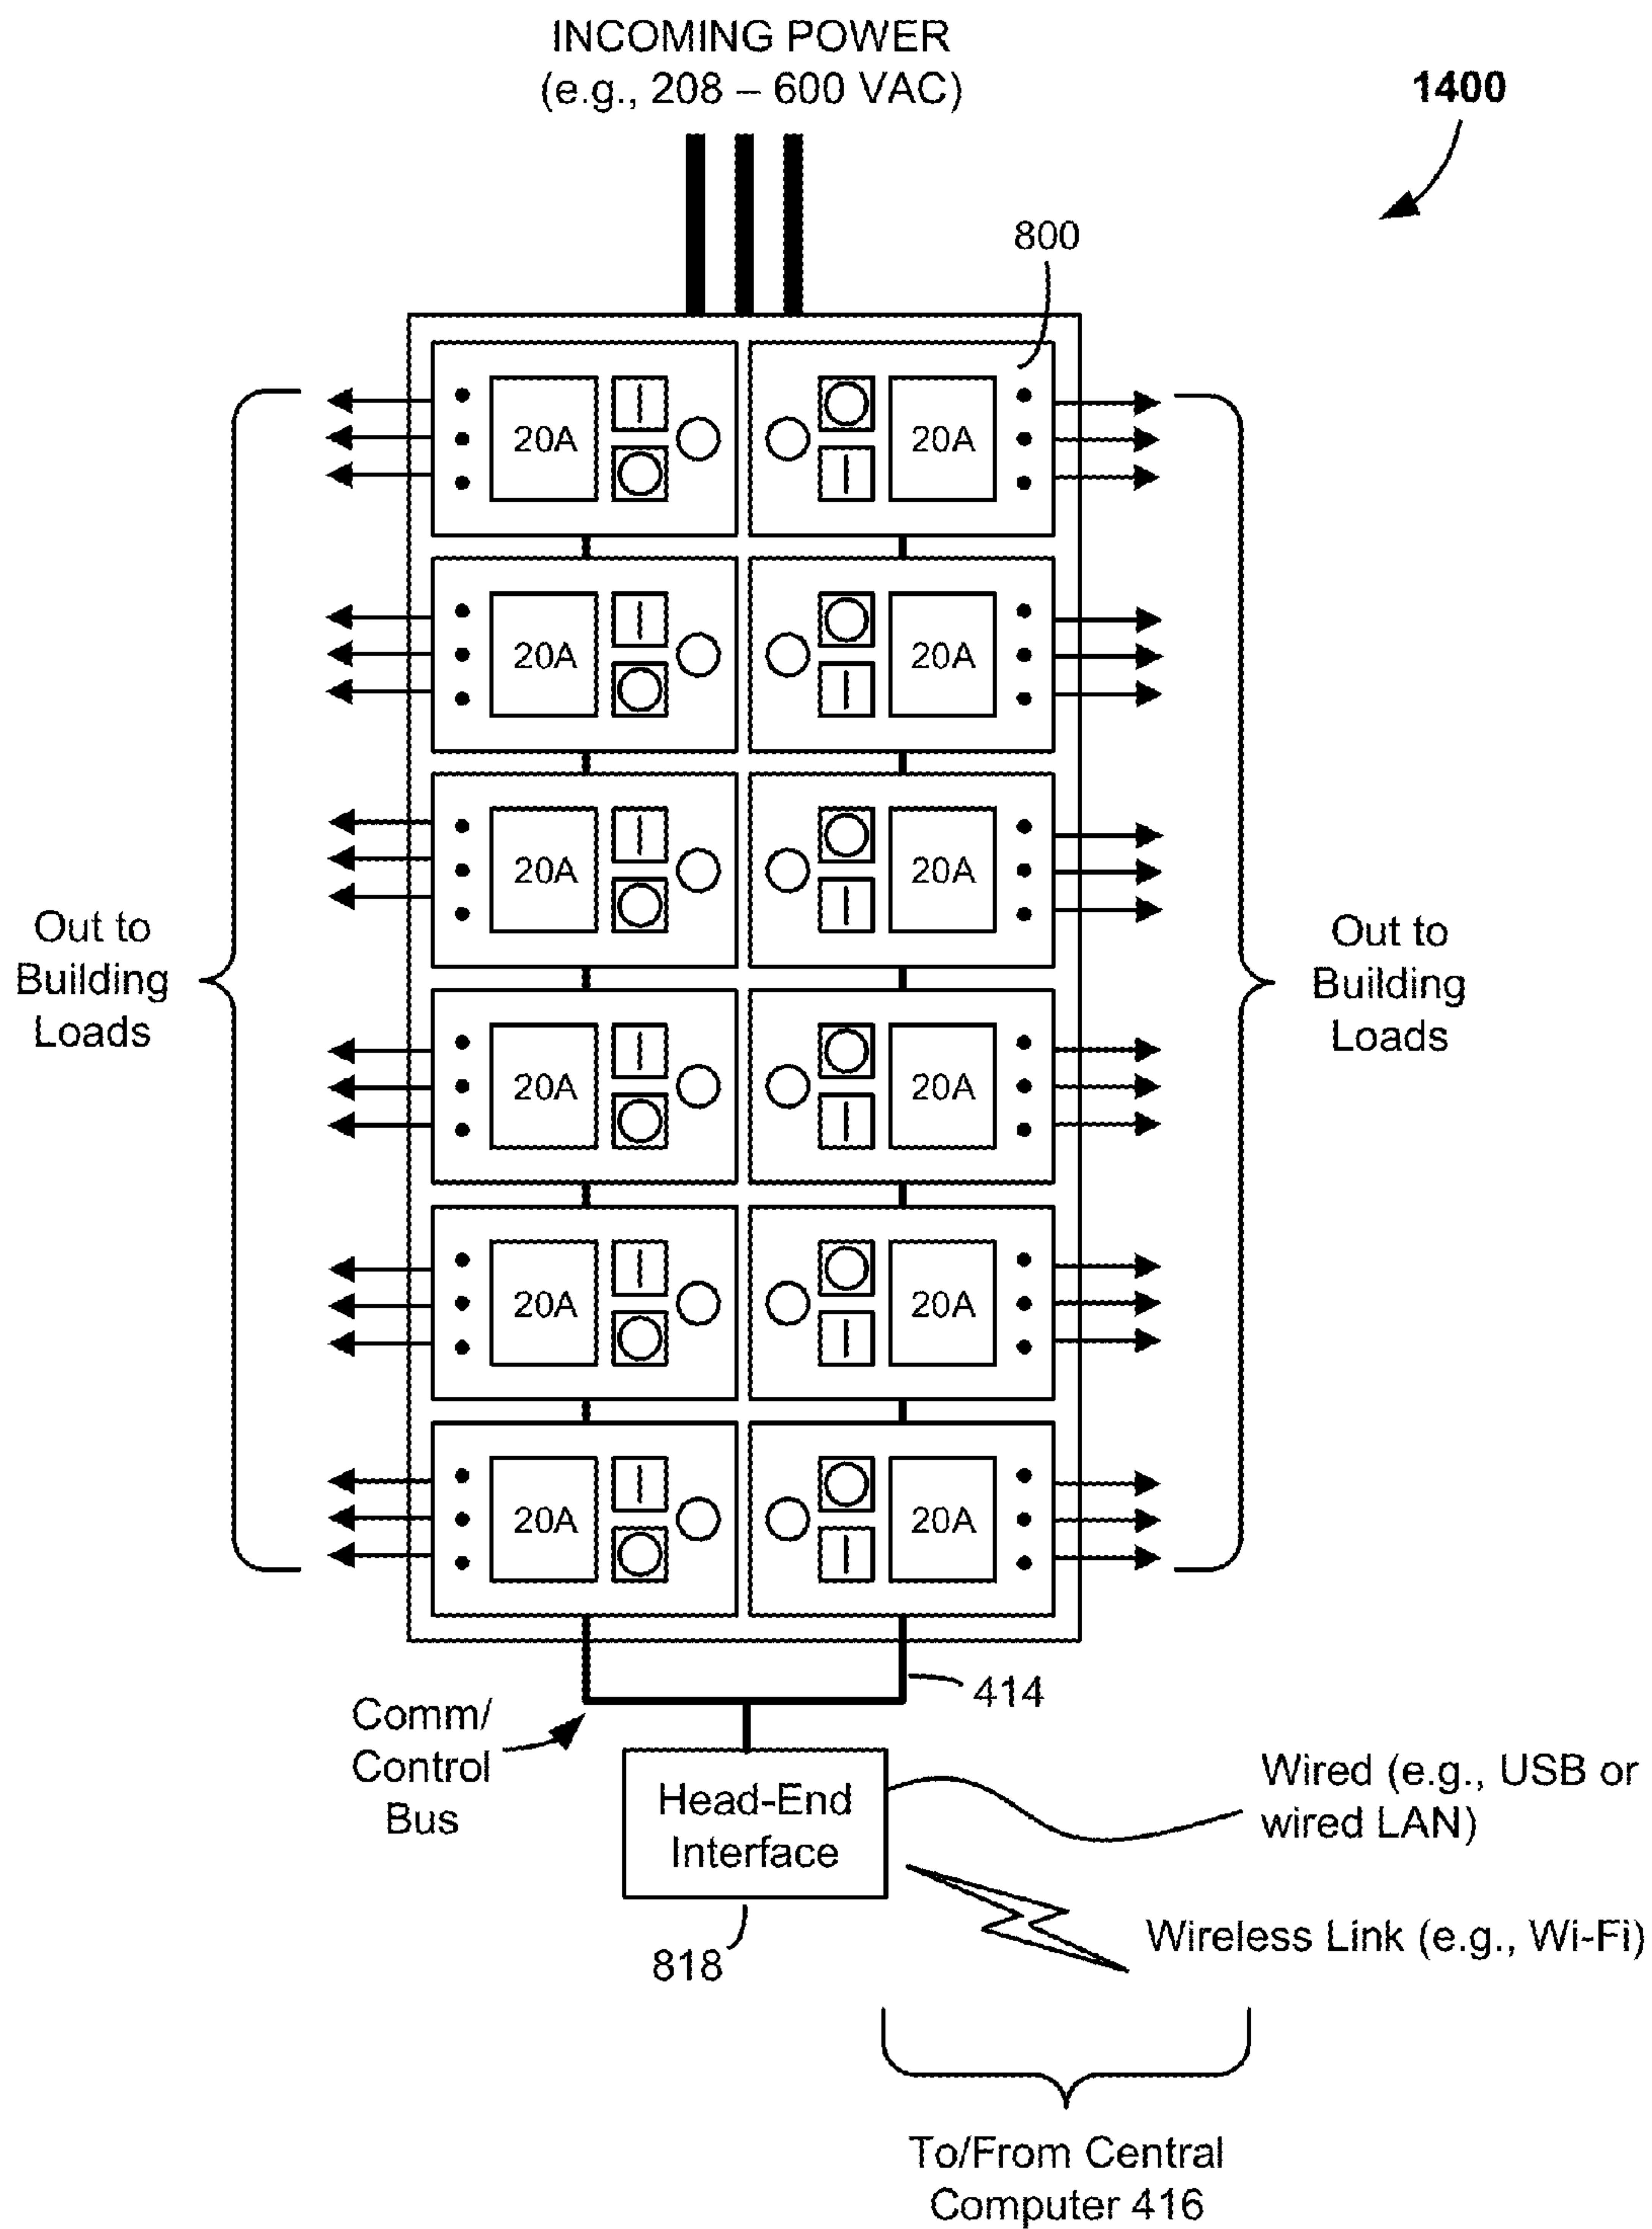 INCOMING POWER
(e.g., 208 – 600 VAC)
1400
800
20A
20A
20A
20A
20A
20A
20A
20A
20A
20A
20A
20A
Out to
Building
Loads
Out to
Building
Loads
414
Comm/
Control
Bus
Head-End
Interface
818
Wired (e.g., USB or
wired LAN)
Wireless Link (e.g., Wi-Fi)
To/From Central
Computer 416